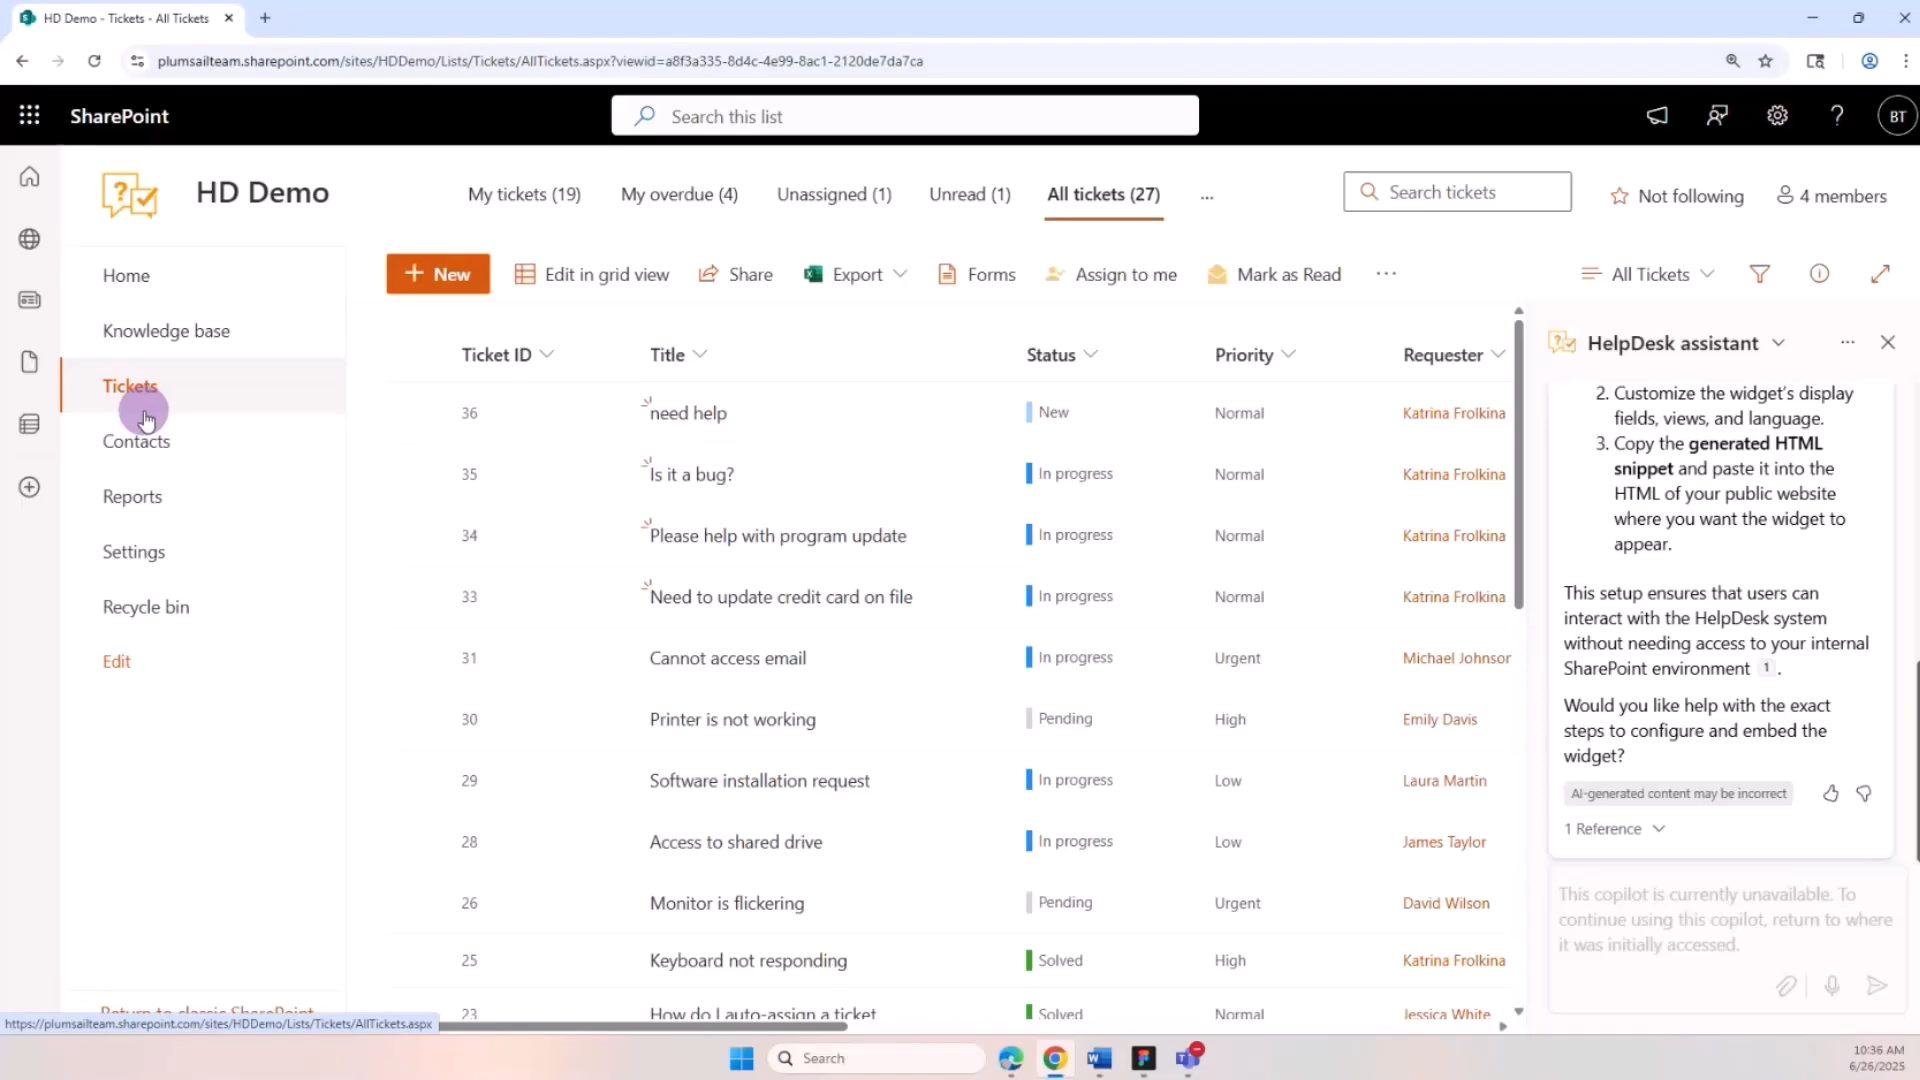 HD Demo - Tickets - All Tickets
plumsailteam.sharepoint.com/sites/HDDemo/Lists/Tickets/AllTickets.aspx?viewid=a8f3a335-8d4c-4e99-8ac1-2120de7da7ca
SharePoint
Search this list
BT
HD Demo
My tickets (19)
My overdue (4)
Unassigned (1)
Unread (1)
All tickets (27)
...
Search tickets
Not following
4 members
Home
Knowledge base
Tickets
Contacts
Reports
Settings
Recycle bin
Edit
Return to classic SharePoint
https://plumsailteam.sharepoint.com/sites/HDDemo/Lists/Tickets/AllTickets.aspx
+ New
Edit in grid view
Share
Export
Forms
Assign to me
Mark as Read
...
All Tickets
Ticket ID Title Status Priority Requester
36 need help New Normal Katrina Frolkina
35 Is it a bug? In progress Normal Katrina Frolkina
34 Please help with program update In progress Normal Katrina Frolkina
33 Need to update credit card on file In progress Normal Katrina Frolkina
31 Cannot access email In progress Urgent Michael Johnson
30 Printer is not working Pending High Emily Davis
29 Software installation request In progress Low Laura Martin
28 Access to shared drive In progress Low James Taylor
26 Monitor is flickering Pending Urgent David Wilson
25 Keyboard not responding Solved High Katrina Frolkina
23 How do I auto-assign a ticket Solved Normal Jessica White
HelpDesk assistant
...
2. Customize the widget's display
fields, views, and language.
3. Copy the generated HTML
snippet and paste it into the
HTML of your public website
where you want the widget to
appear.
This setup ensures that users can
interact with the HelpDesk system
without needing access to your internal
SharePoint environment 1 .
Would you like help with the exact
steps to configure and embed the
widget?
AI-generated content may be incorrect
1 Reference
This copilot is currently unavailable. To
continue using this copilot, return to where
it was initially accessed.
Search
10:36 AM
6/26/2025